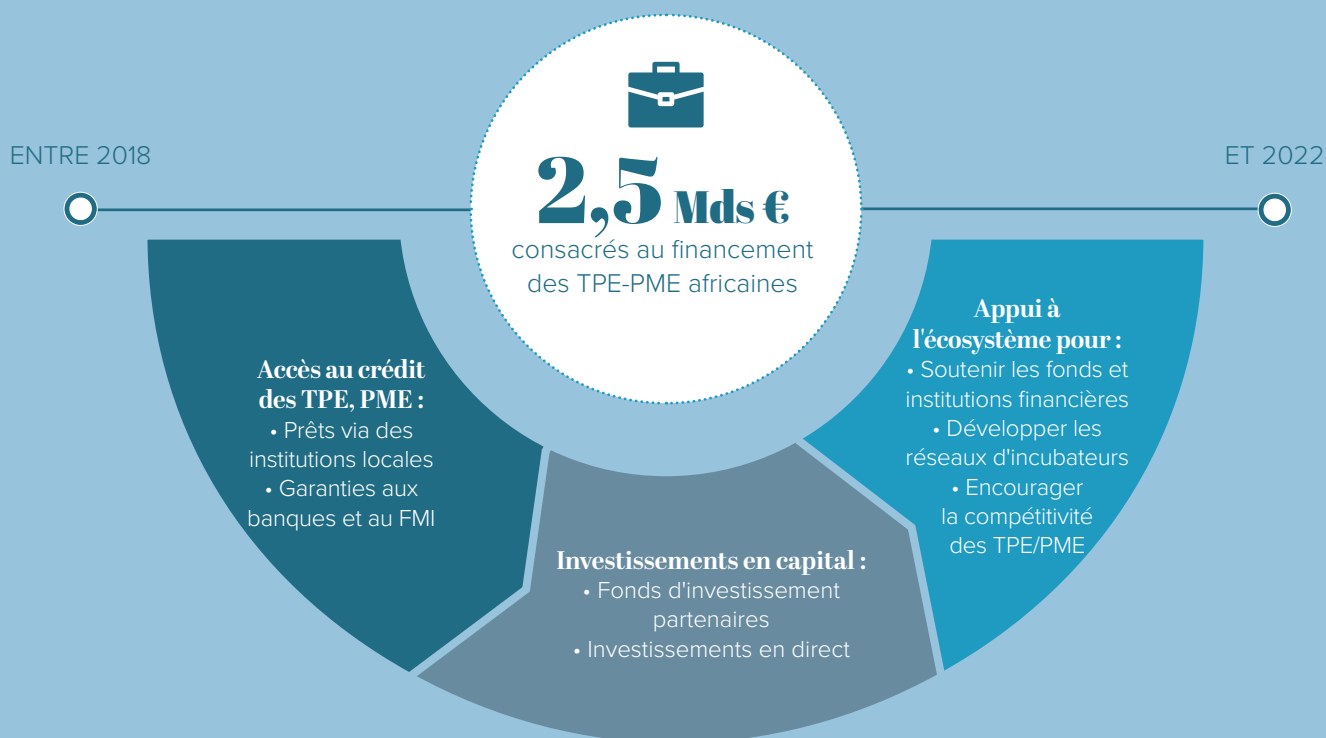 ENTRE 2018
ET 2022
2,5 Mds €
consacrés au financement
des TPE-PME africaines
Accès au crédit
des TPE, PME :
• Prêts via des
institutions locales
• Garanties aux
banques et au FMI
Investissements en capital :
• Fonds d'investissement
partenaires
• Investissements en direct
Appui à
l'écosystème pour :
• Soutenir les fonds et
institutions financières
• Développer les
réseaux d'incubateurs
• Encourager
la compétitivité
des TPE/PME